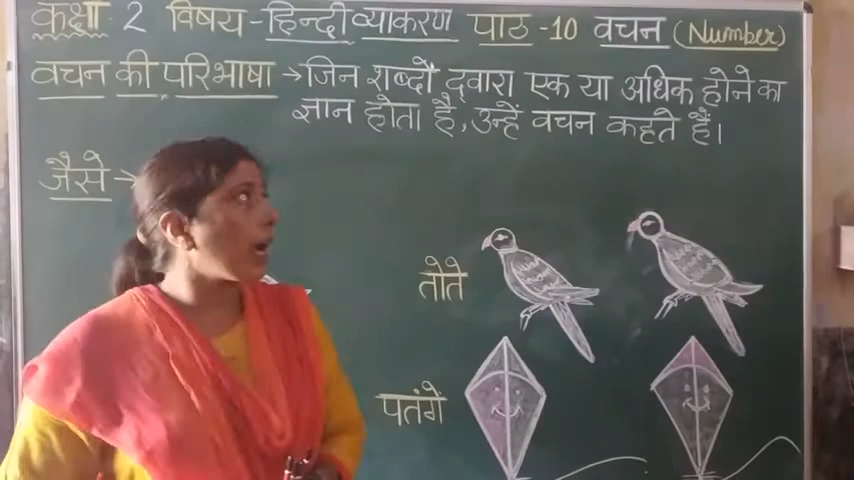 कक्षा 2 विषय-हिन्दी व्याकरण पाठ-10 वचन (Number)
वचन की परिभाषा → जिन शब्दों द्वारा एक या अधिक होने का
ज्ञान होता है, उन्हें वचन कहते हैं।
जैसे →
तोते
पतंगे